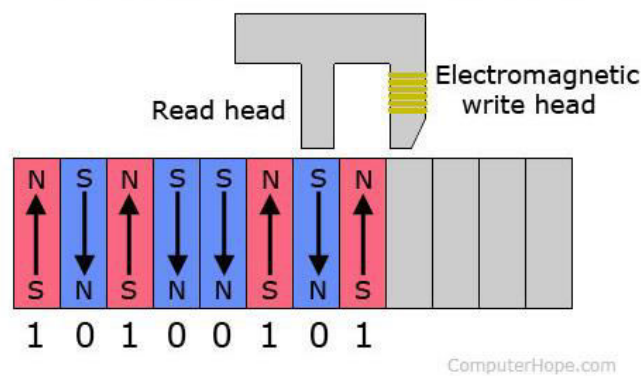 Electromagnetic
write head
Read head
N S N S S N S N
S N S N N S N S
1 0 1 0 0 1 0 1
ComputerHope.com